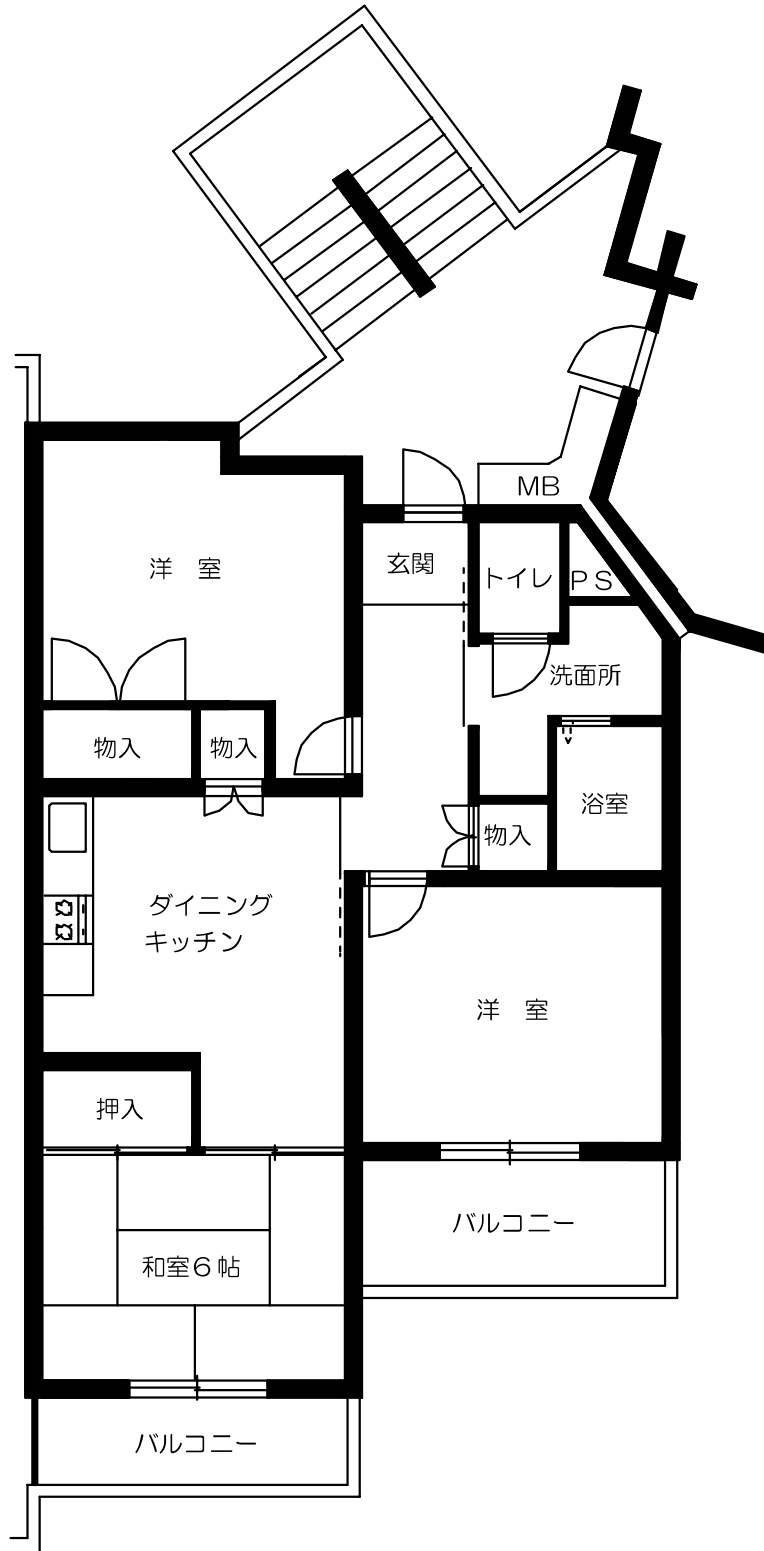 MB
玄関
トイレ
PS
洋 室
洗面所
物入
物入
浴室
物入
ダイニング
キッチン
洋 室
押入
バルコニー
和室6帖
バルコニー